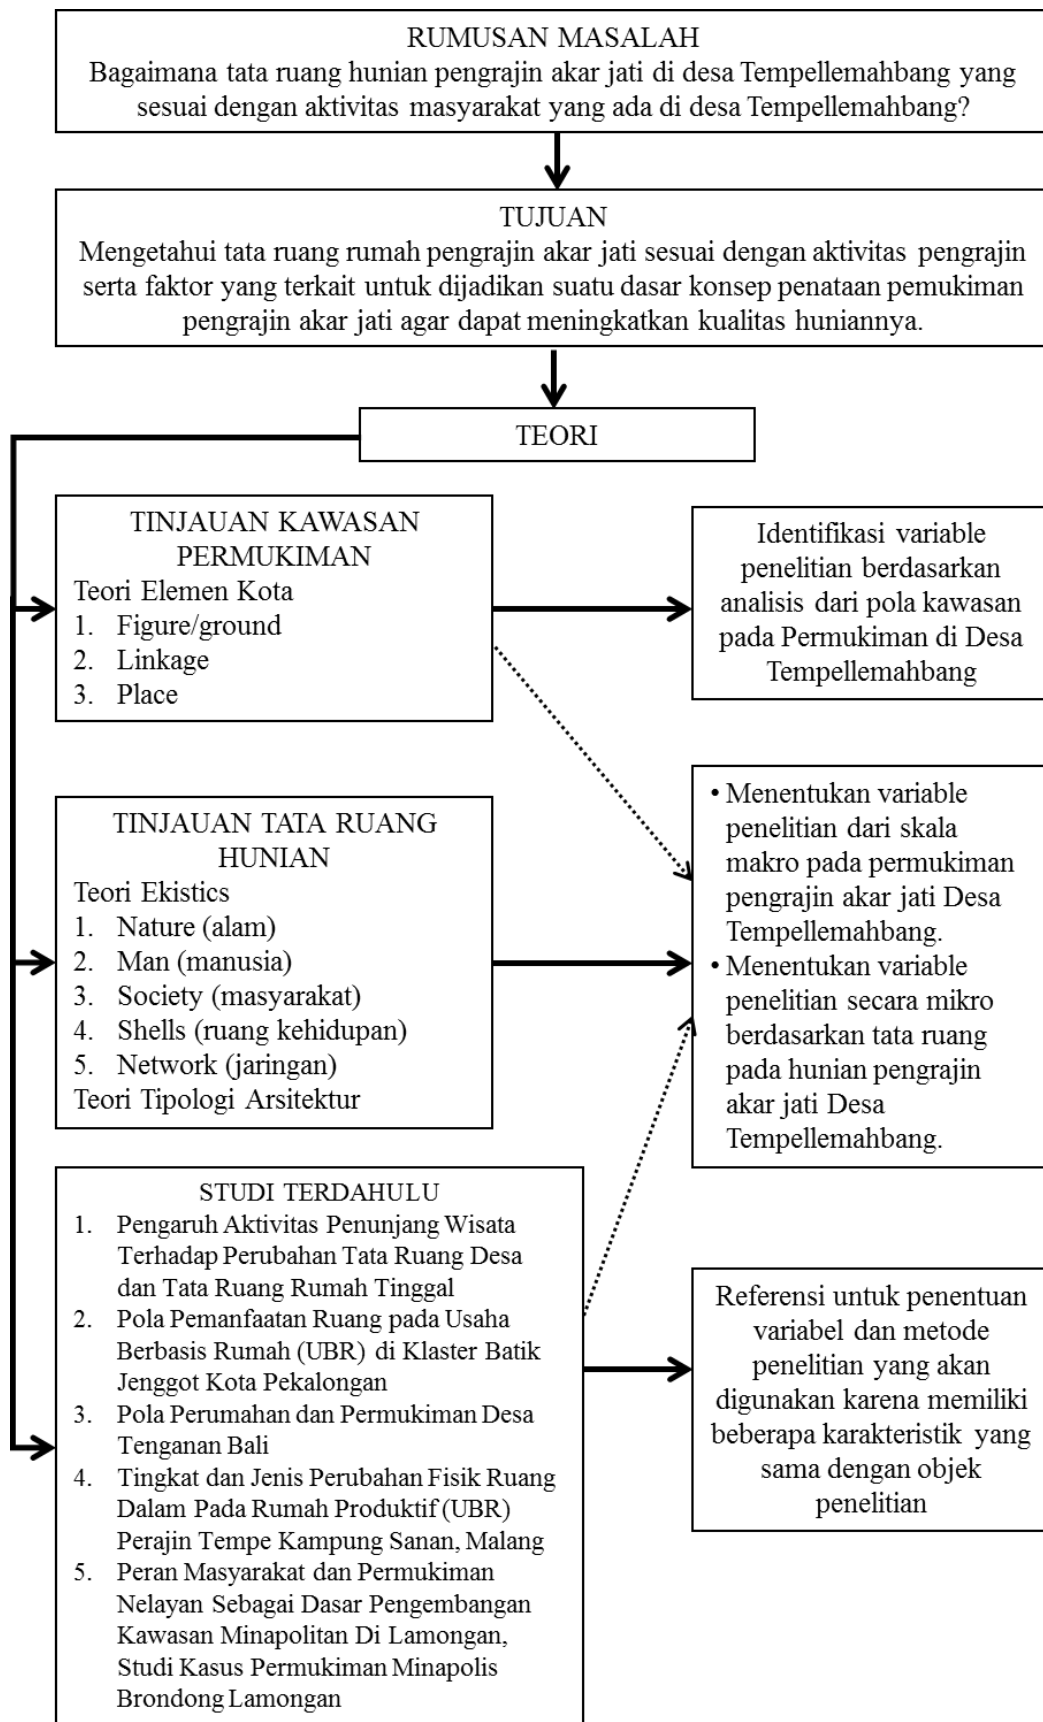 RUMUSAN MASALAH
Bagaimana tata ruang hunian pengrajin akar jati di desa Tempellemahbang yang
sesuai dengan aktivitas masyarakat yang ada di desa Tempellemahbang?
TUJUAN
Mengetahui tata ruang rumah pengrajin akar jati sesuai dengan aktivitas pengrajin
serta faktor yang terkait untuk dijadikan suatu dasar konsep penataan pemukiman
pengrajin akar jati agar dapat meningkatkan kualitas huniannya.
TEORI
TINJAUAN KAWASAN
PERMUKIMAN
Teori Elemen Kota
1. Figure/ground
2. Linkage
3. Place
Identifikasi variable
penelitian berdasarkan
analisis dari pola kawasan
pada Permukiman di Desa
Tempellemahbang
TINJAUAN TATA RUANG
HUNIAN
Teori Ekistics
1. Nature (alam)
2. Man (manusia)
3. Society (masyarakat)
4. Shells (ruang kehidupan)
5. Network (jaringan)
Teori Tipologi Arsitektur
• Menentukan variable
penelitian dari skala
makro pada permukiman
pengrajin akar jati Desa
Tempellemahbang.
• Menentukan variable
penelitian secara mikro
berdasarkan tata ruang
pada hunian pengrajin
akar jati Desa
Tempellemahbang.
STUDI TERDAHULU
1. Pengaruh Aktivitas Penunjang Wisata
Terhadap Perubahan Tata Ruang Desa
dan Tata Ruang Rumah Tinggal
2. Pola Pemanfaatan Ruang pada Usaha
Berbasis Rumah (UBR) di Klaster Batik
Jenggot Kota Pekalongan
3. Pola Perumahan dan Permukiman Desa
Tenganan Bali
4. Tingkat dan Jenis Perubahan Fisik Ruang
Dalam Pada Rumah Produktif (UBR)
Perajin Tempe Kampung Sanan, Malang
5. Peran Masyarakat dan Permukiman
Nelayan Sebagai Dasar Pengembangan
Kawasan Minapolitan Di Lamongan,
Studi Kasus Permukiman Minapolis
Brondong Lamongan
Referensi untuk penentuan
variabel dan metode
penelitian yang akan
digunakan karena memiliki
beberapa karakteristik yang
sama dengan objek
penelitian